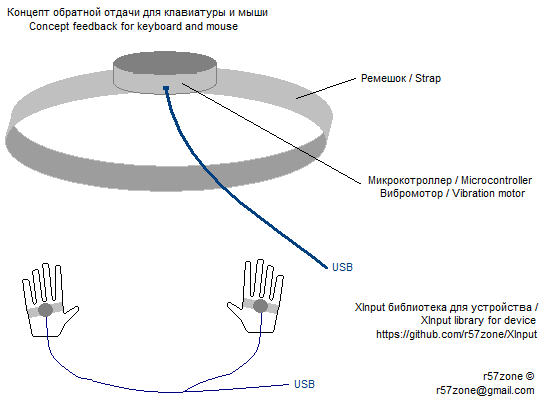 Концепт обратной отдачи для клавиатуры и мыши
Concept feedback for keyboard and mouse
Ремешок / Strap
Микрокотроллер / Microcontroller
Вибромотор / Vibration motor
USB
XInput библиотека для устройства /
XInput library for device
https://github.com/r57zone/XInput
USB
r57zone ©
r57zone@gmail.com